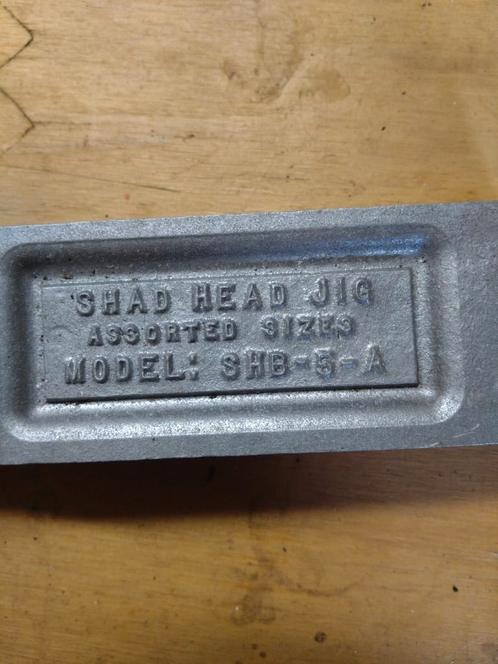 SHAD HEAD JIG
ASSORTED SIZES
MODEL: SHB-5-A